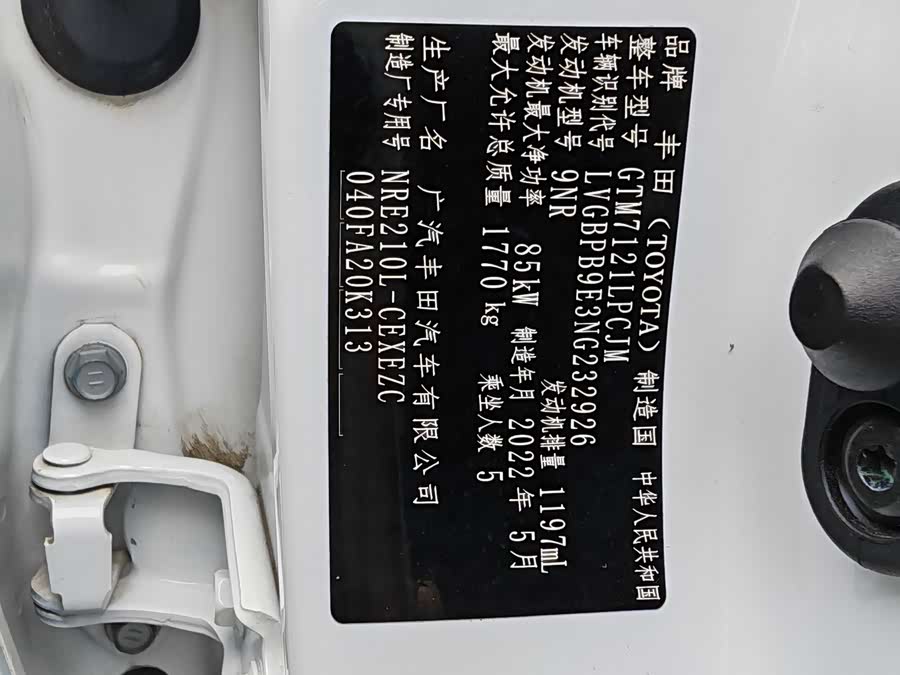 品牌 丰田 (TOYOTA) 制造国 中华人民共和国
整车型号 GTM7121LPCJM
车辆识别代号 LVGBPB9E3NG232926
发动机型号 9NR 发动机排量 1197mL
发动机最大净功率 85kW 制造年月 2022年 5月
最大允许总质量 1770 kg 乘坐人数 5
生产厂名 广汽丰田汽车有限公司
制造厂专用号 NRE210L-CEXEZC
040FA20K313